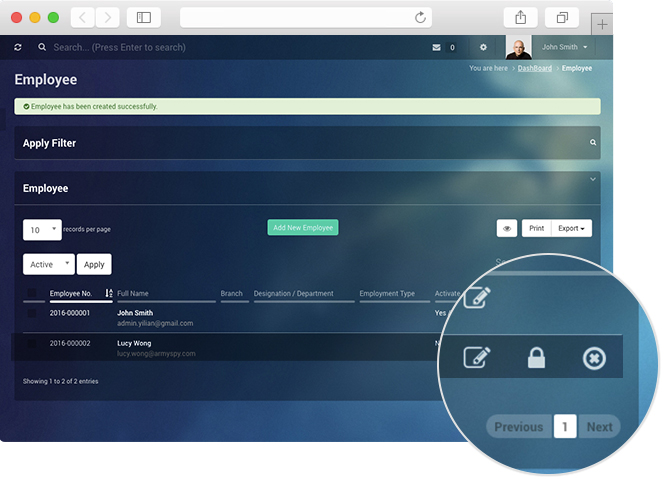 Search... (Press Enter to search)
0
John Smith
You are here > DashBoard > Employee
Employee
Employee has been created successfully.
Apply Filter
Employee
10 records per page
Add New Employee
Print
Export
Active
Apply
Employee No. Full Name Branch Designation / Department Employment Type Activate
2016-000001 John Smith Yes
admin.yilian@gmail.com
2016-000002 Lucy Wong N
lucy.wong@armyspy.com
Showing 1 to 2 of 2 entries
Previous 1 Next